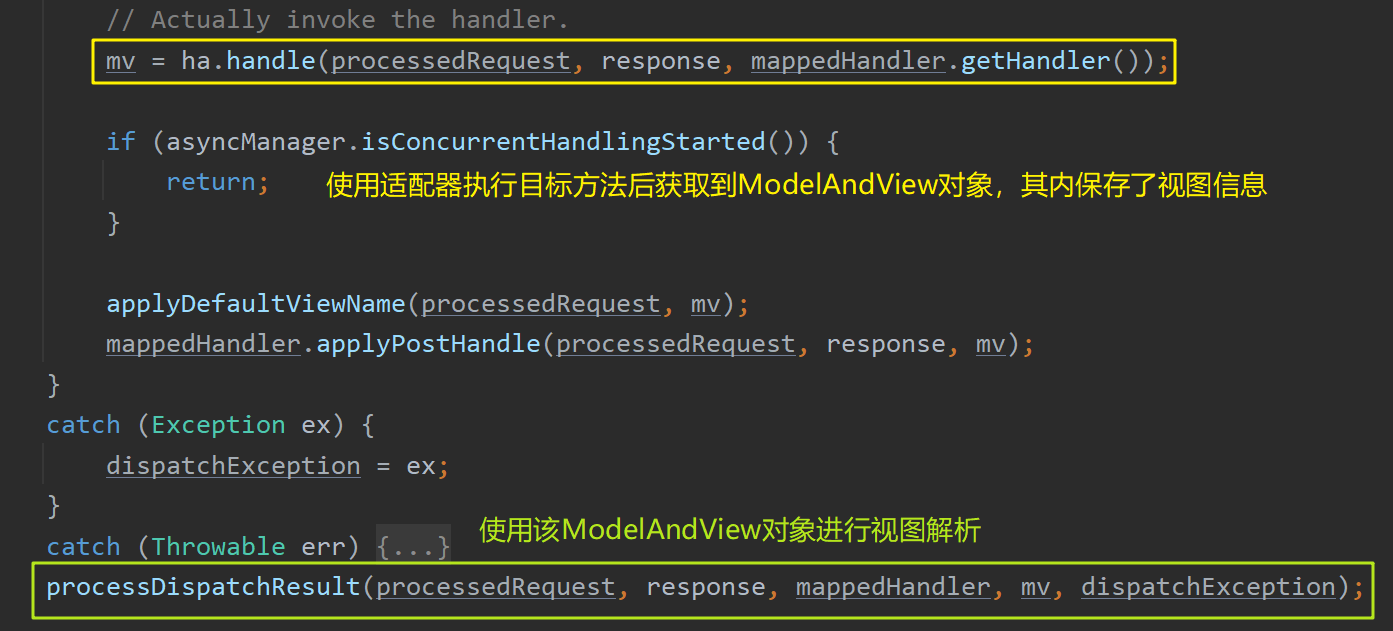 // Actually invoke the handler.
mv = ha.handle(processedRequest, response, mappedHandler.getHandler());
if (asyncManager.isConcurrentHandlingStarted()) {
return; 使用适配器执行目标方法后获取到ModelAndView对象，其内保存了视图信息
}
applyDefaultViewName(processedRequest, mv);
mappedHandler.applyPostHandle(processedRequest, response, mv);
}
catch (Exception ex) {
dispatchException = ex;
}
使用该ModelAndView对象进行视图解析
catch (Throwable err) {...}
processDispatchResult(processedRequest, response, mappedHandler, mv, dispatchException);